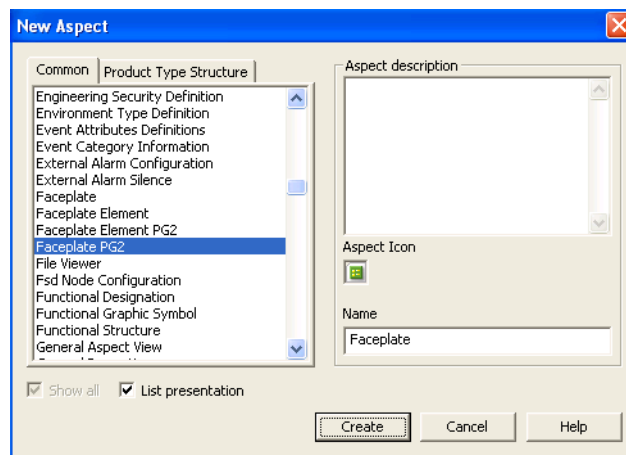 New Aspect
Common
Product Type Structure
Engineering Security Definition
Environment Type Definition
Event Attributes Definitions
Event Category Information
External Alarm Configuration
External Alarm Silence
Faceplate
Faceplate Element
Faceplate Element PG2
Faceplate PG2
File Viewer
Fsd Node Configuration
Functional Designation
Functional Graphic Symbol
Functional Structure
General Aspect View
Show all
List presentation
Aspect description
Aspect Icon
Name
Faceplate
Create
Cancel
Help